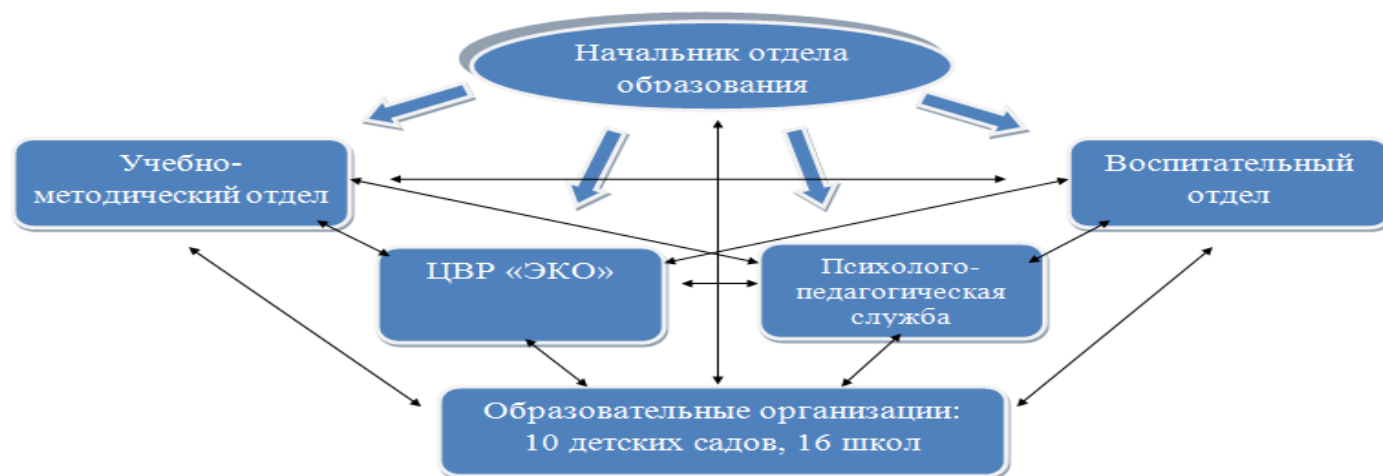 Начальник отдела
образования
Учебно-
методический отдел
Воспитательный
отдел
ЦВР «ЭКО»
Психолого-
педагогическая
служба
Образовательные организации:
10 детских садов, 16 школ